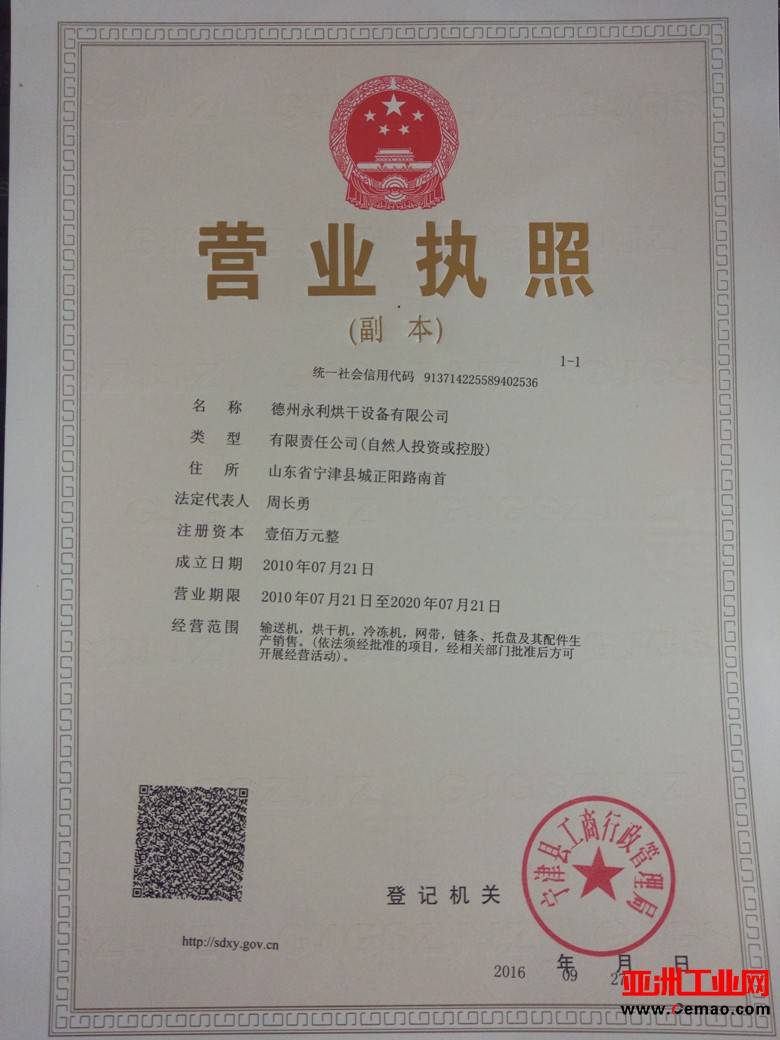 营业执照
(副 本)
1-1
统一社会信用代码 913714225589402536
名 称 德州永利烘干设备有限公司
类 型 有限责任公司(自然人投资或控股)
住 所 山东省宁津县城正阳路南首
法定代表人 周长勇
注册资本 壹佰万元整
成立日期 2010年07月21日
营业期限 2010年07月21日至2020年07月21日
经营范围 输送机，烘干机，冷冻机，网带，链条、托盘及其配件生
产销售。(依法须经批准的项目，经相关部门批准后方可
开展经营活动)。
登记机关
宁津县工商行政管理局
http://sdxy.gov.cn
2016年09月27日
亚洲工业网
www.Cemao.com